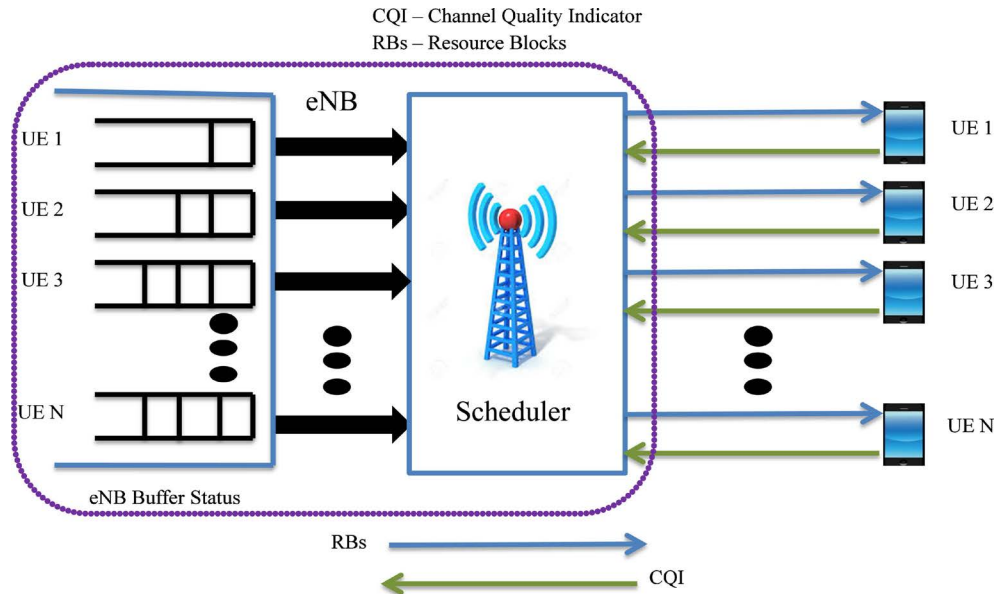 CQI – Channel Quality Indicator
RBs – Resource Blocks
eNB
UE 1
UE 2
UE 3
UE N
Scheduler
UE 1
UE 2
UE 3
UE N
eNB Buffer Status
RBs
CQI